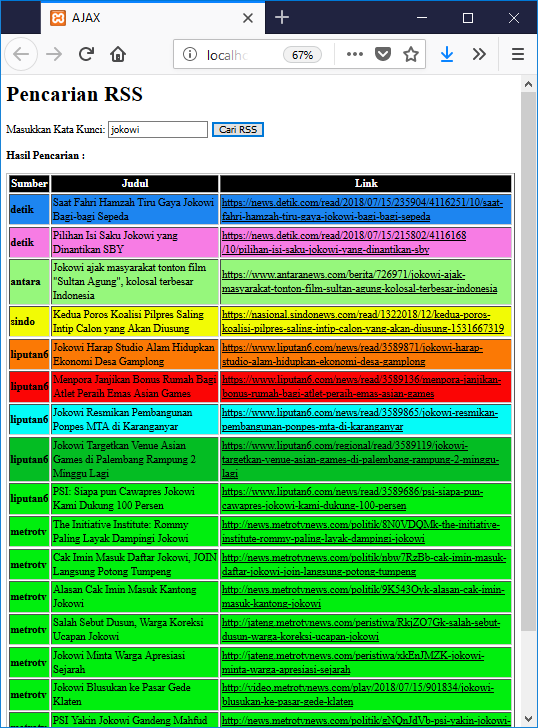 AJAX
localh
67%
Pencarian RSS
Masukkan Kata Kunci: jokowi Cari RSS
Hasil Pencarian :
Sumber Judul Link
detik Saat Fahri Hamzah Tiru Gaya Jokowi https://news.detik.com/read/2018/07/15/235904/4116251/10/saat-
Bagi-bagi Sepeda fahri-hamzah-tiru-gaya-jokowi-bagi-bagi-sepeda
detik Pilihan Isi Saku Jokowi yang https://news.detik.com/read/2018/07/15/215802/4116168
Dinantikan SBY /10/pilihan-isi-saku-jokowi-yang-dinantikan-sby
antara Jokowi ajak masyarakat tonton film https://www.antaranews.com/berita/726971/jokowi-ajak-
"Sultan Agung", kolosal terbesar masyarakat-tonton-film-sultan-agung-kolosal-terbesar-indonesia
Indonesia
sindo Kedua Poros Koalisi Pilpres Saling https://nasional.sindonews.com/read/1322018/12/kedua-poros-
Intip Calon yang Akan Diusung koalisi-pilpres-saling-intip-calon-yang-akan-diusung-1531667319
liputan6 Jokowi Harap Studio Alam Hidupkan https://www.liputan6.com/news/read/3589871/jokowi-harap-
Ekonomi Desa Gamplong studio-alam-hidupkan-ekonomi-desa-gamplong
liputan6 Menpora Janjikan Bonus Rumah Bagi https://www.liputan6.com/news/read/3589136/menpora-janjikan-
Atlet Peraih Emas Asian Games bonus-rumah-bagi-atlet-peraih-emas-asian-games
liputan6 Jokowi Resmikan Pembangunan https://www.liputan6.com/news/read/3589865/jokowi-resmikan-
Ponpes MTA di Karanganyar pembangunan-ponpes-mta-di-karanganyar
liputan6 Jokowi Targetkan Venue Asian https://www.liputan6.com/regional/read/3589119/jokowi-
Games di Palembang Rampung 2 targetkan-venue-asian-games-di-palembang-rampung-2-minggu-
Minggu Lagi lagi
liputan6 PSI: Siapa pun Cawapres Jokowi https://www.liputan6.com/news/read/3589686/psi-siapa-pun-
Kami Dukung 100 Persen cawapres-jokowi-kami-dukung-100-persen
metrotv The Initiative Institute: Rommy http://news.metrotvnews.com/politik/8N0VDQMk-the-initiative-
Paling Layak Dampingi Jokowi institute-rommy-paling-layak-dampingi-jokowi
metrotv Cak Imin Masuk Daftar Jokowi, JOIN http://news.metrotvnews.com/politik/nbw7RzBb-cak-imin-masuk-
Langsung Potong Tumpeng daftar-jokowi-join-langsung-potong-tumpeng
metrotv Alasan Cak Imin Masuk Kantong http://news.metrotvnews.com/politik/9K543Oyk-alasan-cak-imin-
Jokowi masuk-kantong-jokowi
metrotv Salah Sebut Dusun, Warga Koreksi http://jateng.metrotvnews.com/peristiwa/RkjZO7Gk-salah-sebut-
Ucapan Jokowi dusun-warga-koreksi-ucapan-jokowi
metrotv Jokowi Minta Warga Apresiasi http://jateng.metrotvnews.com/peristiwa/xkEnJMZK-jokowi-
Sejarah minta-warga-apresiasi-sejarah
metrotv Jokowi Blusukan ke Pasar Gede http://video.metrotvnews.com/play/2018/07/15/901834/jokowi-
Klaten blusukan-ke-pasar-gede-klaten
metrotv PSI Yakin Jokowi Gandeng Mahfud http://news.metrotvnews.com/politik/gNQnJdVb-psi-yakin-jokowi-